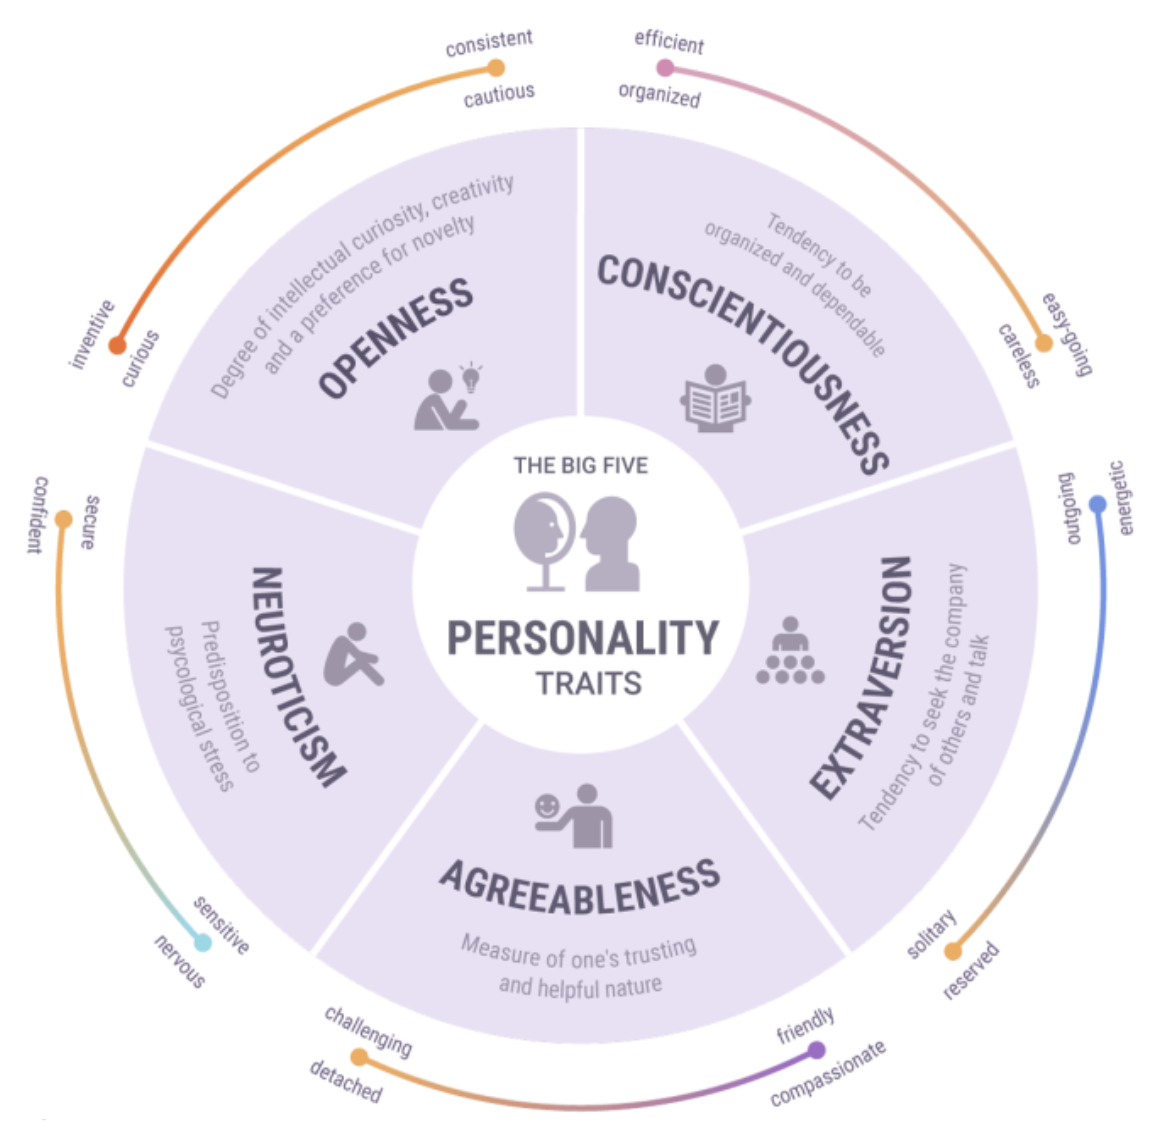 THE BIG FIVE
PERSONALITY
TRAITS
consistent
cautious
inventive
curious
Degree of intellectual curiosity, creativity
and a preference for novelty
OPENNESS
efficient
organized
easy-going
careless
Tendency to be
organized and dependable
CONSCIENTIOUSNESS
energetic
outgoing
solitary
reserved
EXTRAVERSION
Tendency to seek the company
of others and talk
AGREEABLENESS
Measure of one's trusting
and helpful nature
challenging
detached
friendly
compassionate
NEUROTICISM
Predisposition to
psycological stress
secure
confident
sensitive
nervous